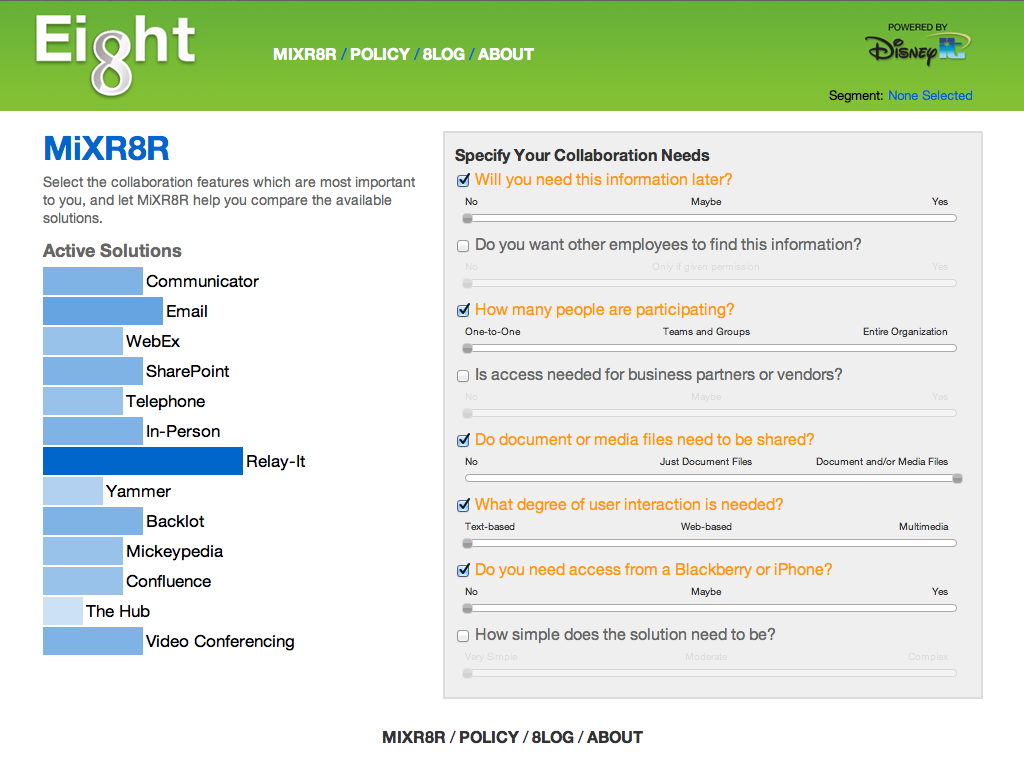 Ei8ht
MIXR8R / POLICY / 8LOG / ABOUT
POWERED BY
DISNEY it
Segment: None Selected
MiXR8R
Select the collaboration features which are most important
to you, and let MiXR8R help you compare the available
solutions.
Active Solutions
Communicator
Email
WebEx
SharePoint
Telephone
In-Person
Relay-It
Yammer
Backlot
Mickeypedia
Confluence
The Hub
Video Conferencing
Specify Your Collaboration Needs
Will you need this information later?
No Maybe Yes
Do you want other employees to find this information?
No Only if given permission Yes
How many people are participating?
One-to-One Teams and Groups Entire Organization
Is access needed for business partners or vendors?
No Maybe Yes
Do document or media files need to be shared?
No Just Document Files Document and/or Media Files
What degree of user interaction is needed?
Text-based Web-based Multimedia
Do you need access from a Blackberry or iPhone?
No Maybe Yes
How simple does the solution need to be?
Very Simple Moderate Complex
MIXR8R / POLICY / 8LOG / ABOUT